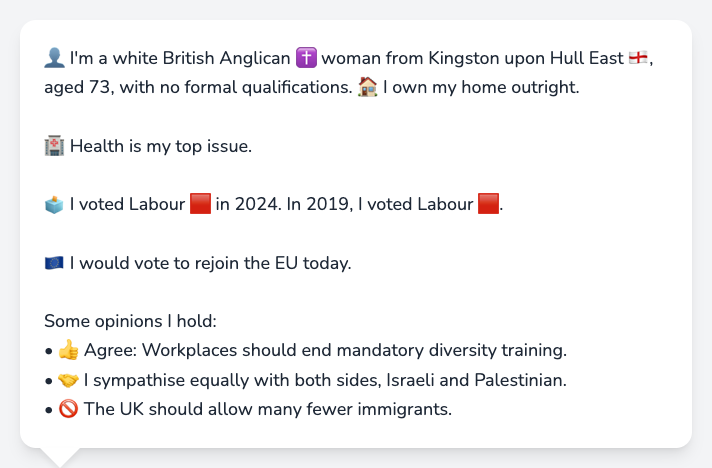 👤 I'm a white British Anglican ✝️ woman from Kingston upon Hull East 🏴󠁧󠁢󠁥󠁮󠁧󠁿,
aged 73, with no formal qualifications. 🏠 I own my home outright.
🏥 Health is my top issue.
🗳️ I voted Labour 🟥 in 2024. In 2019, I voted Labour 🟥.
🇪🇺 I would vote to rejoin the EU today.
Some opinions I hold:
• 👍 Agree: Workplaces should end mandatory diversity training.
• 🤝 I sympathise equally with both sides, Israeli and Palestinian.
• 🚫 The UK should allow many fewer immigrants.